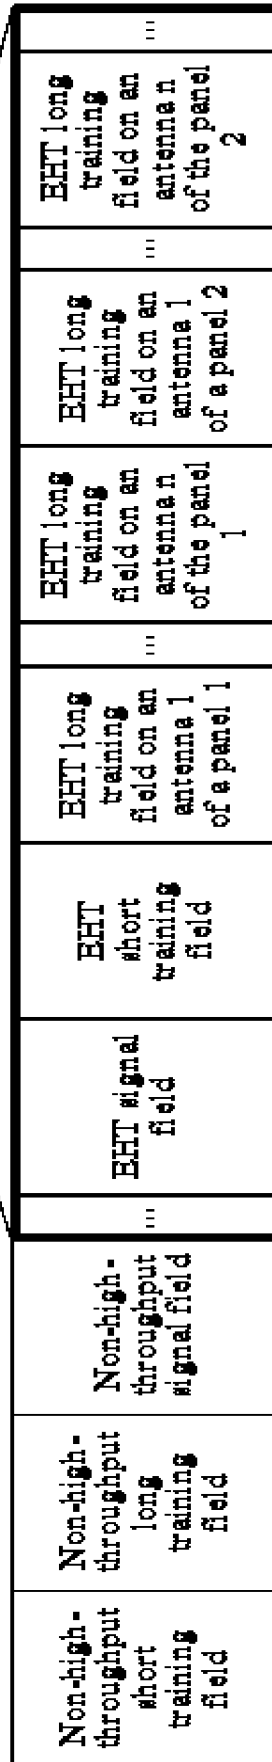 Non-high-
throughput
short
training
field
Non-high-
throughput
long
training
field
Non-high-
throughput
signal field
...
EHT signal
field
EHT
short
training
field
EHT long
training
field on an
antenna 1
of a panel 1
...
EHT long
training
field on an
antenna n
of the panel
1
EHT long
training
field on an
antenna 1
of a panel 2
...
EHT long
training
field on an
antenna n
of the panel
2
...